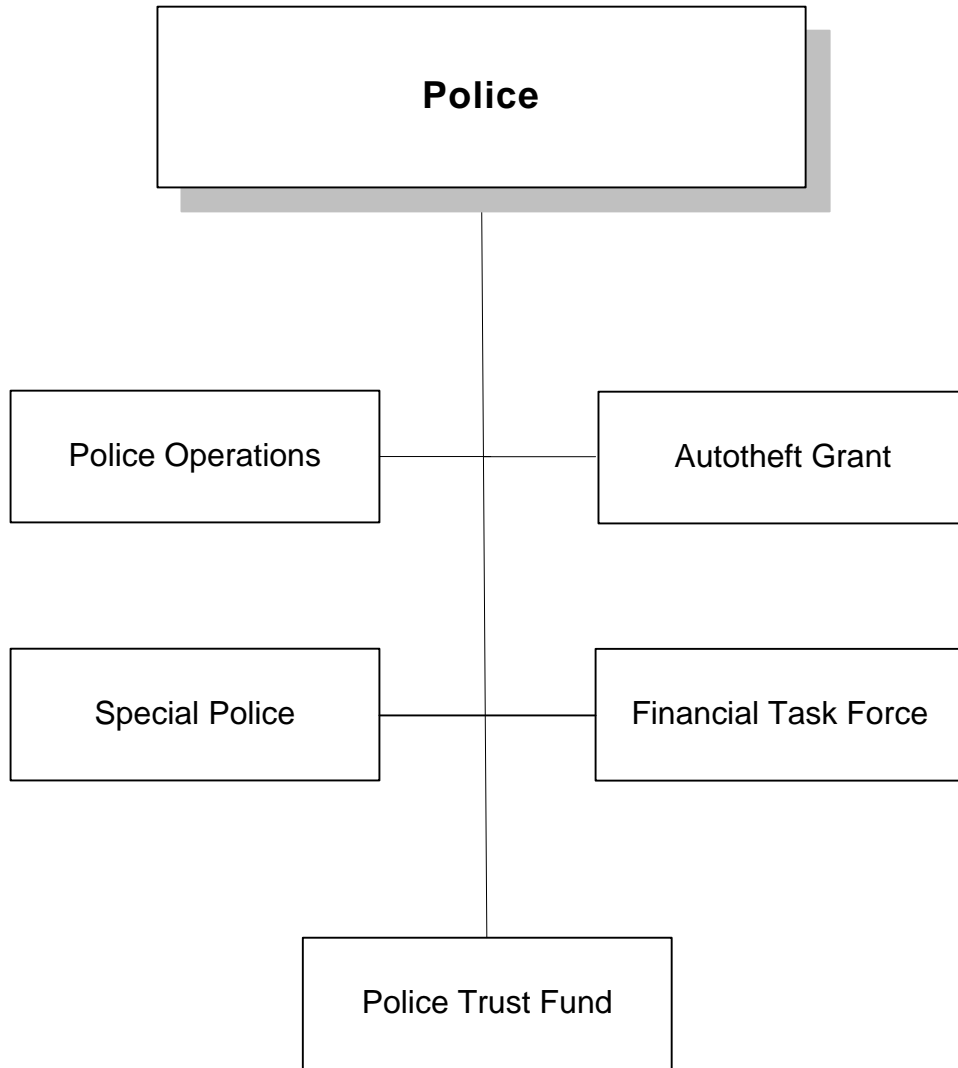 Police
Police Operations
Autotheft Grant
Special Police
Financial Task Force
Police Trust Fund